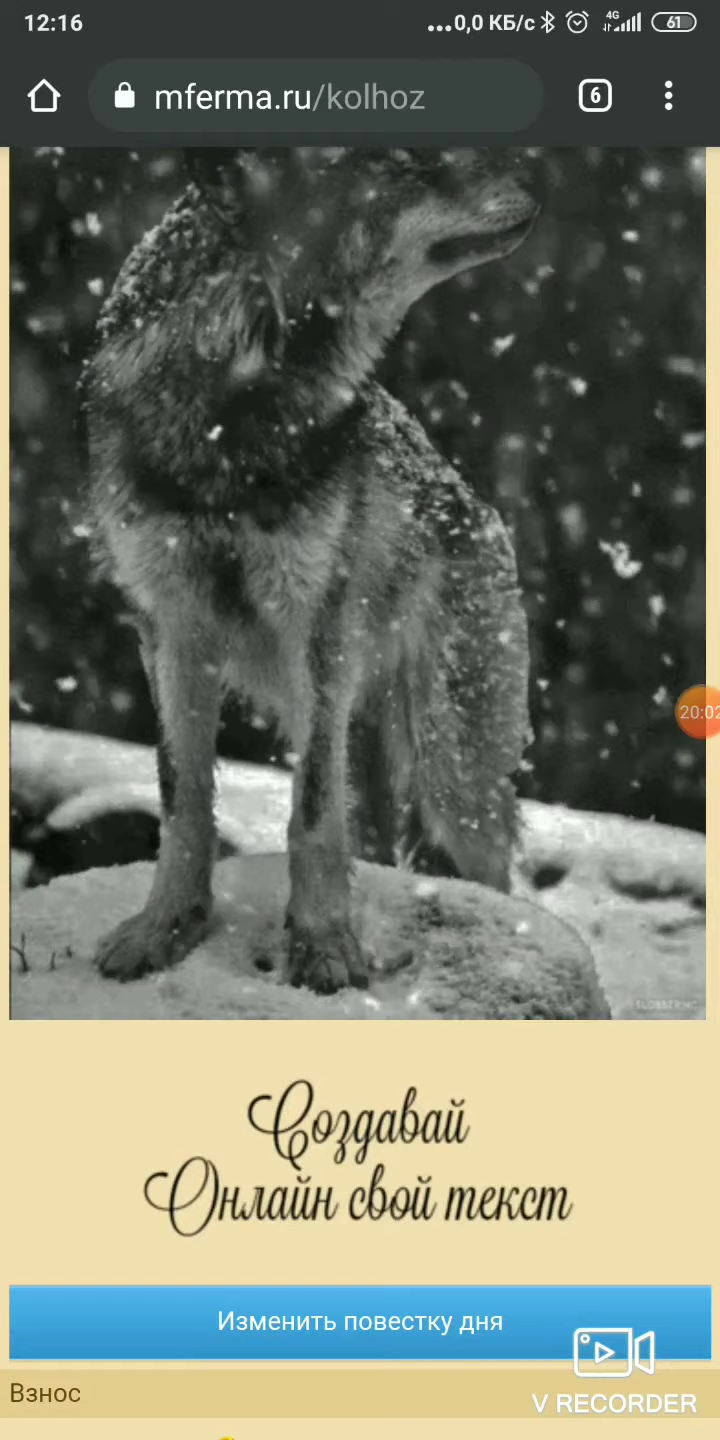 12:16
...0,0 КБ/с 4G 61
mferma.ru/kolhoz
6
20:02
Создавай
Онлайн свой текст
Изменить повестку дня
Взнос
V RECORDER